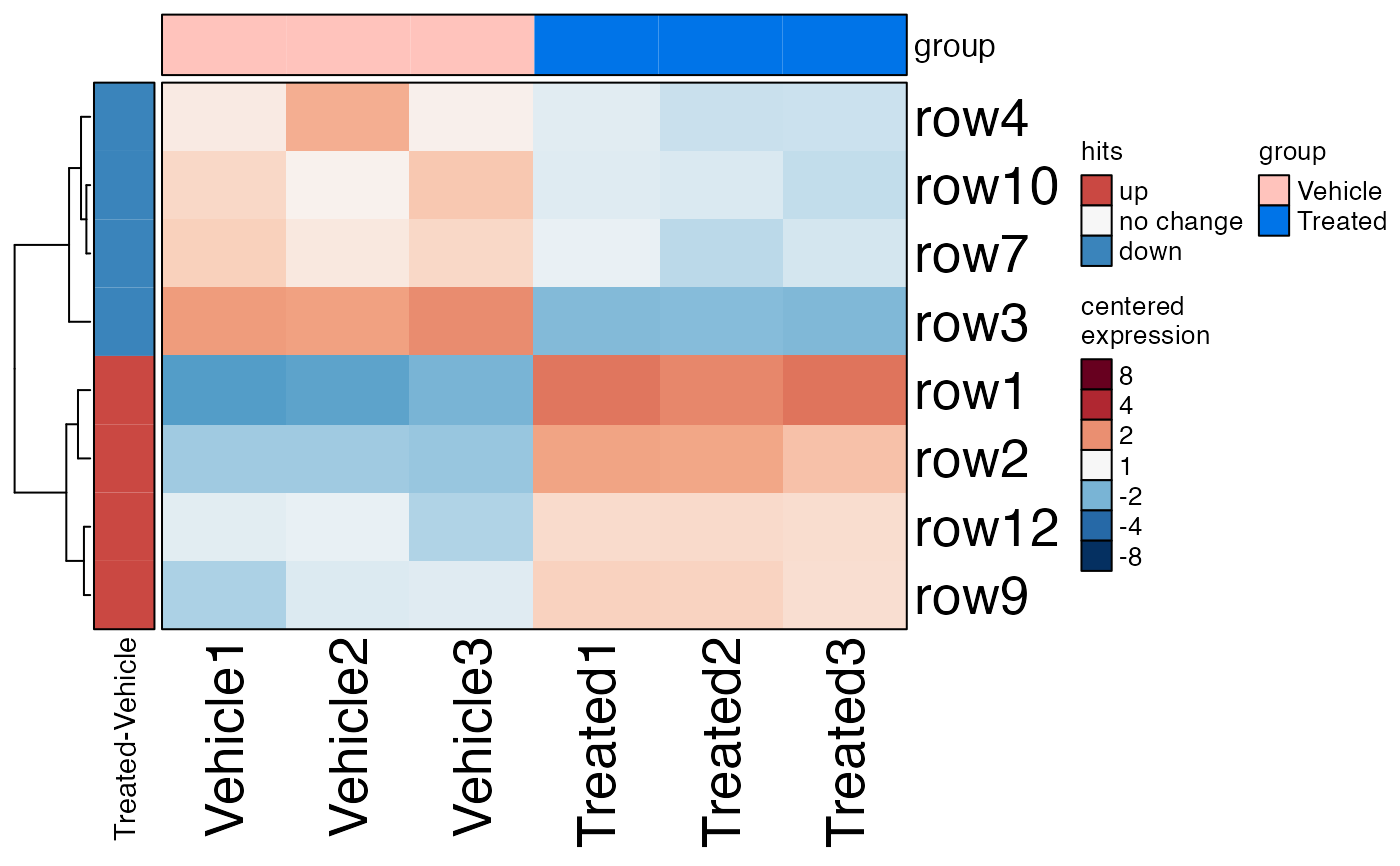 group
row4
row10
row7
row3
row1
row2
row12
row9
Treated-Vehicle
Vehicle1
Vehicle2
Vehicle3
Treated1
Treated2
Treated3
hits
up
no change
down
group
Vehicle
Treated
centered
expression
8
4
2
1
-2
-4
-8